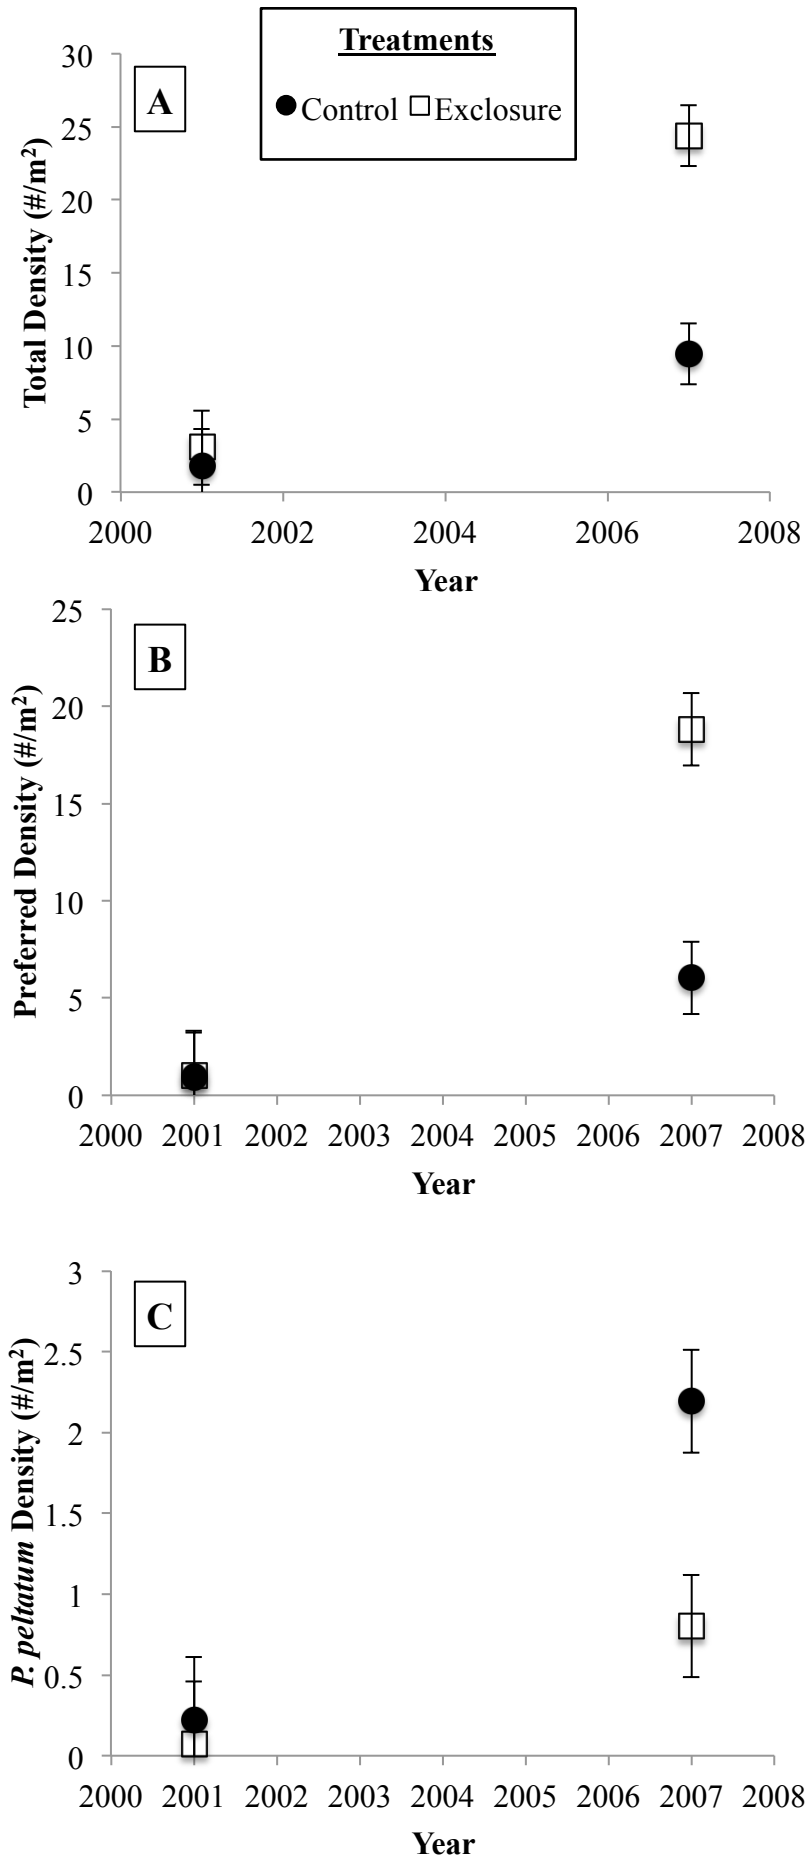 Treatments
Control Exclosure
A
Total Density (#/m²)
30
25
20
15
10
5
0
2000 2002 2004 2006 2008
Year
B
Preferred Density (#/m²)
25
20
15
10
5
0
2000 2001 2002 2003 2004 2005 2006 2007 2008
Year
C
P. peltatum Density (#/m²)
3
2.5
2
1.5
1
0.5
0
2000 2001 2002 2003 2004 2005 2006 2007 2008
Year